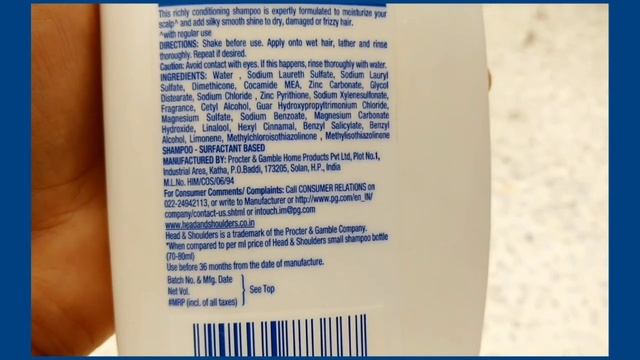 This richly conditioning shampoo is expertly formulated to moisturize your
scalp^ and add silky smooth shine to dry, damaged or frizzy hair.
^with regular use
DIRECTIONS: Shake before use. Apply onto wet hair, lather and rinse
thoroughly. Repeat if desired.
Caution: Avoid contact with eyes. If this happens, rinse thoroughly with water.
INGREDIENTS: Water , Sodium Laureth Sulfate, Sodium Lauryl
Sulfate, Dimethicone, Cocamide MEA, Zinc Carbonate, Glycol
Distearate, Sodium Chloride , Zinc Pyrithione, Sodium Xylenesulfonate,
Fragrance, Cetyl Alcohol, Guar Hydroxypropyltrimonium Chloride,
Magnesium Sulfate, Sodium Benzoate, Magnesium Carbonate
Hydroxide, Linalool, Hexyl Cinnamal, Benzyl Salicylate, Benzyl
Alcohol, Limonene, Methylchloroisothiazolinone , Methylisothiazolinone
SHAMPOO - SURFACTANT BASED
MANUFACTURED BY: Procter & Gamble Home Products Pvt Ltd, Plot No.1,
Industrial Area, Katha, P.O.Baddi, 173205, Solan, H.P., India
M.L.No. HIM/COS/06/94
For Consumer Comments/ Complaints: Call CONSUMER RELATIONS on
022-24942113, or write to Manufacturer or http://www.pg.com/en_IN/
company/contact-us.shtml or intouch.im@pg.com
www.headandshoulders.co.in
Head & Shoulders is a trademark of the Procter & Gamble Company.
*When compared to per ml price of Head & Shoulders small shampoo bottle
(70-80ml)
Use before 36 months from the date of manufacture.
Batch No. & Mfg. Date
Net Vol. See Top
#MRP (incl. of all taxes)